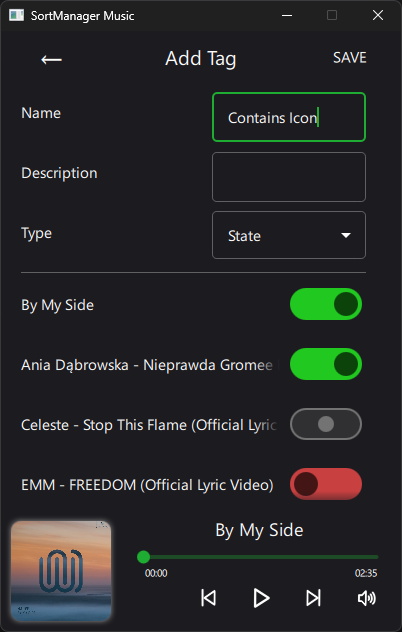 SortManager Music
Add Tag
SAVE
Name
Contains Icon
Description
Type
State
By My Side
Ania Dąbrowska - Nieprawda Gromee
Celeste - Stop This Flame (Official Lyric
EMM - FREEDOM (Official Lyric Video)
By My Side
00:00
02:35